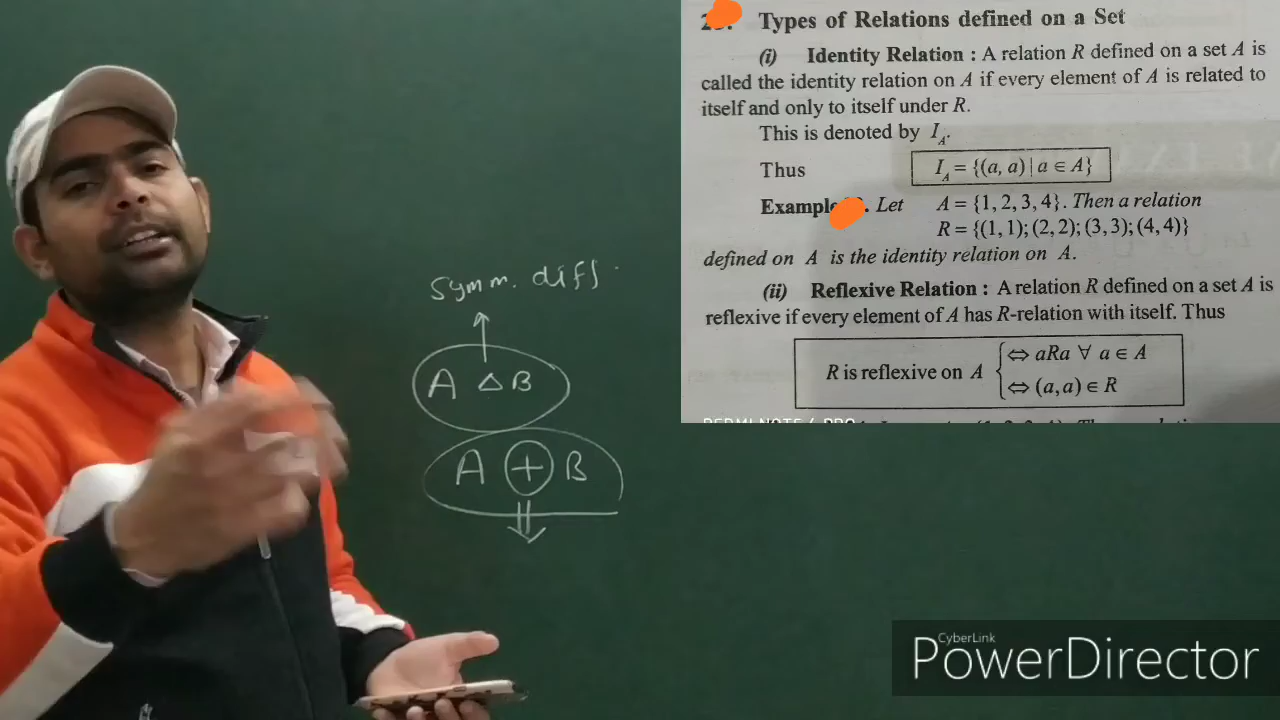 Types of Relations defined on a Set
(i) Identity Relation : A relation R defined on a set A is
called the identity relation on A if every element of A is related to
itself and only to itself under R.
This is denoted by I_A.
Thus I_A = {(a, a) | a ∈ A}
Let A = {1, 2, 3, 4}. Then a relation
R = {(1, 1); (2, 2); (3, 3); (4, 4)}
defined on A is the identity relation on A.
(ii) Reflexive Relation : A relation R defined on a set A is
reflexive if every element of A has R-relation with itself. Thus
R is reflexive on A { ⇔ aRa ∀ a ∈ A
⇔ (a, a) ∈ R
Symm. diff.
A △ B
A ⊕ B
CyberLink
PowerDirector